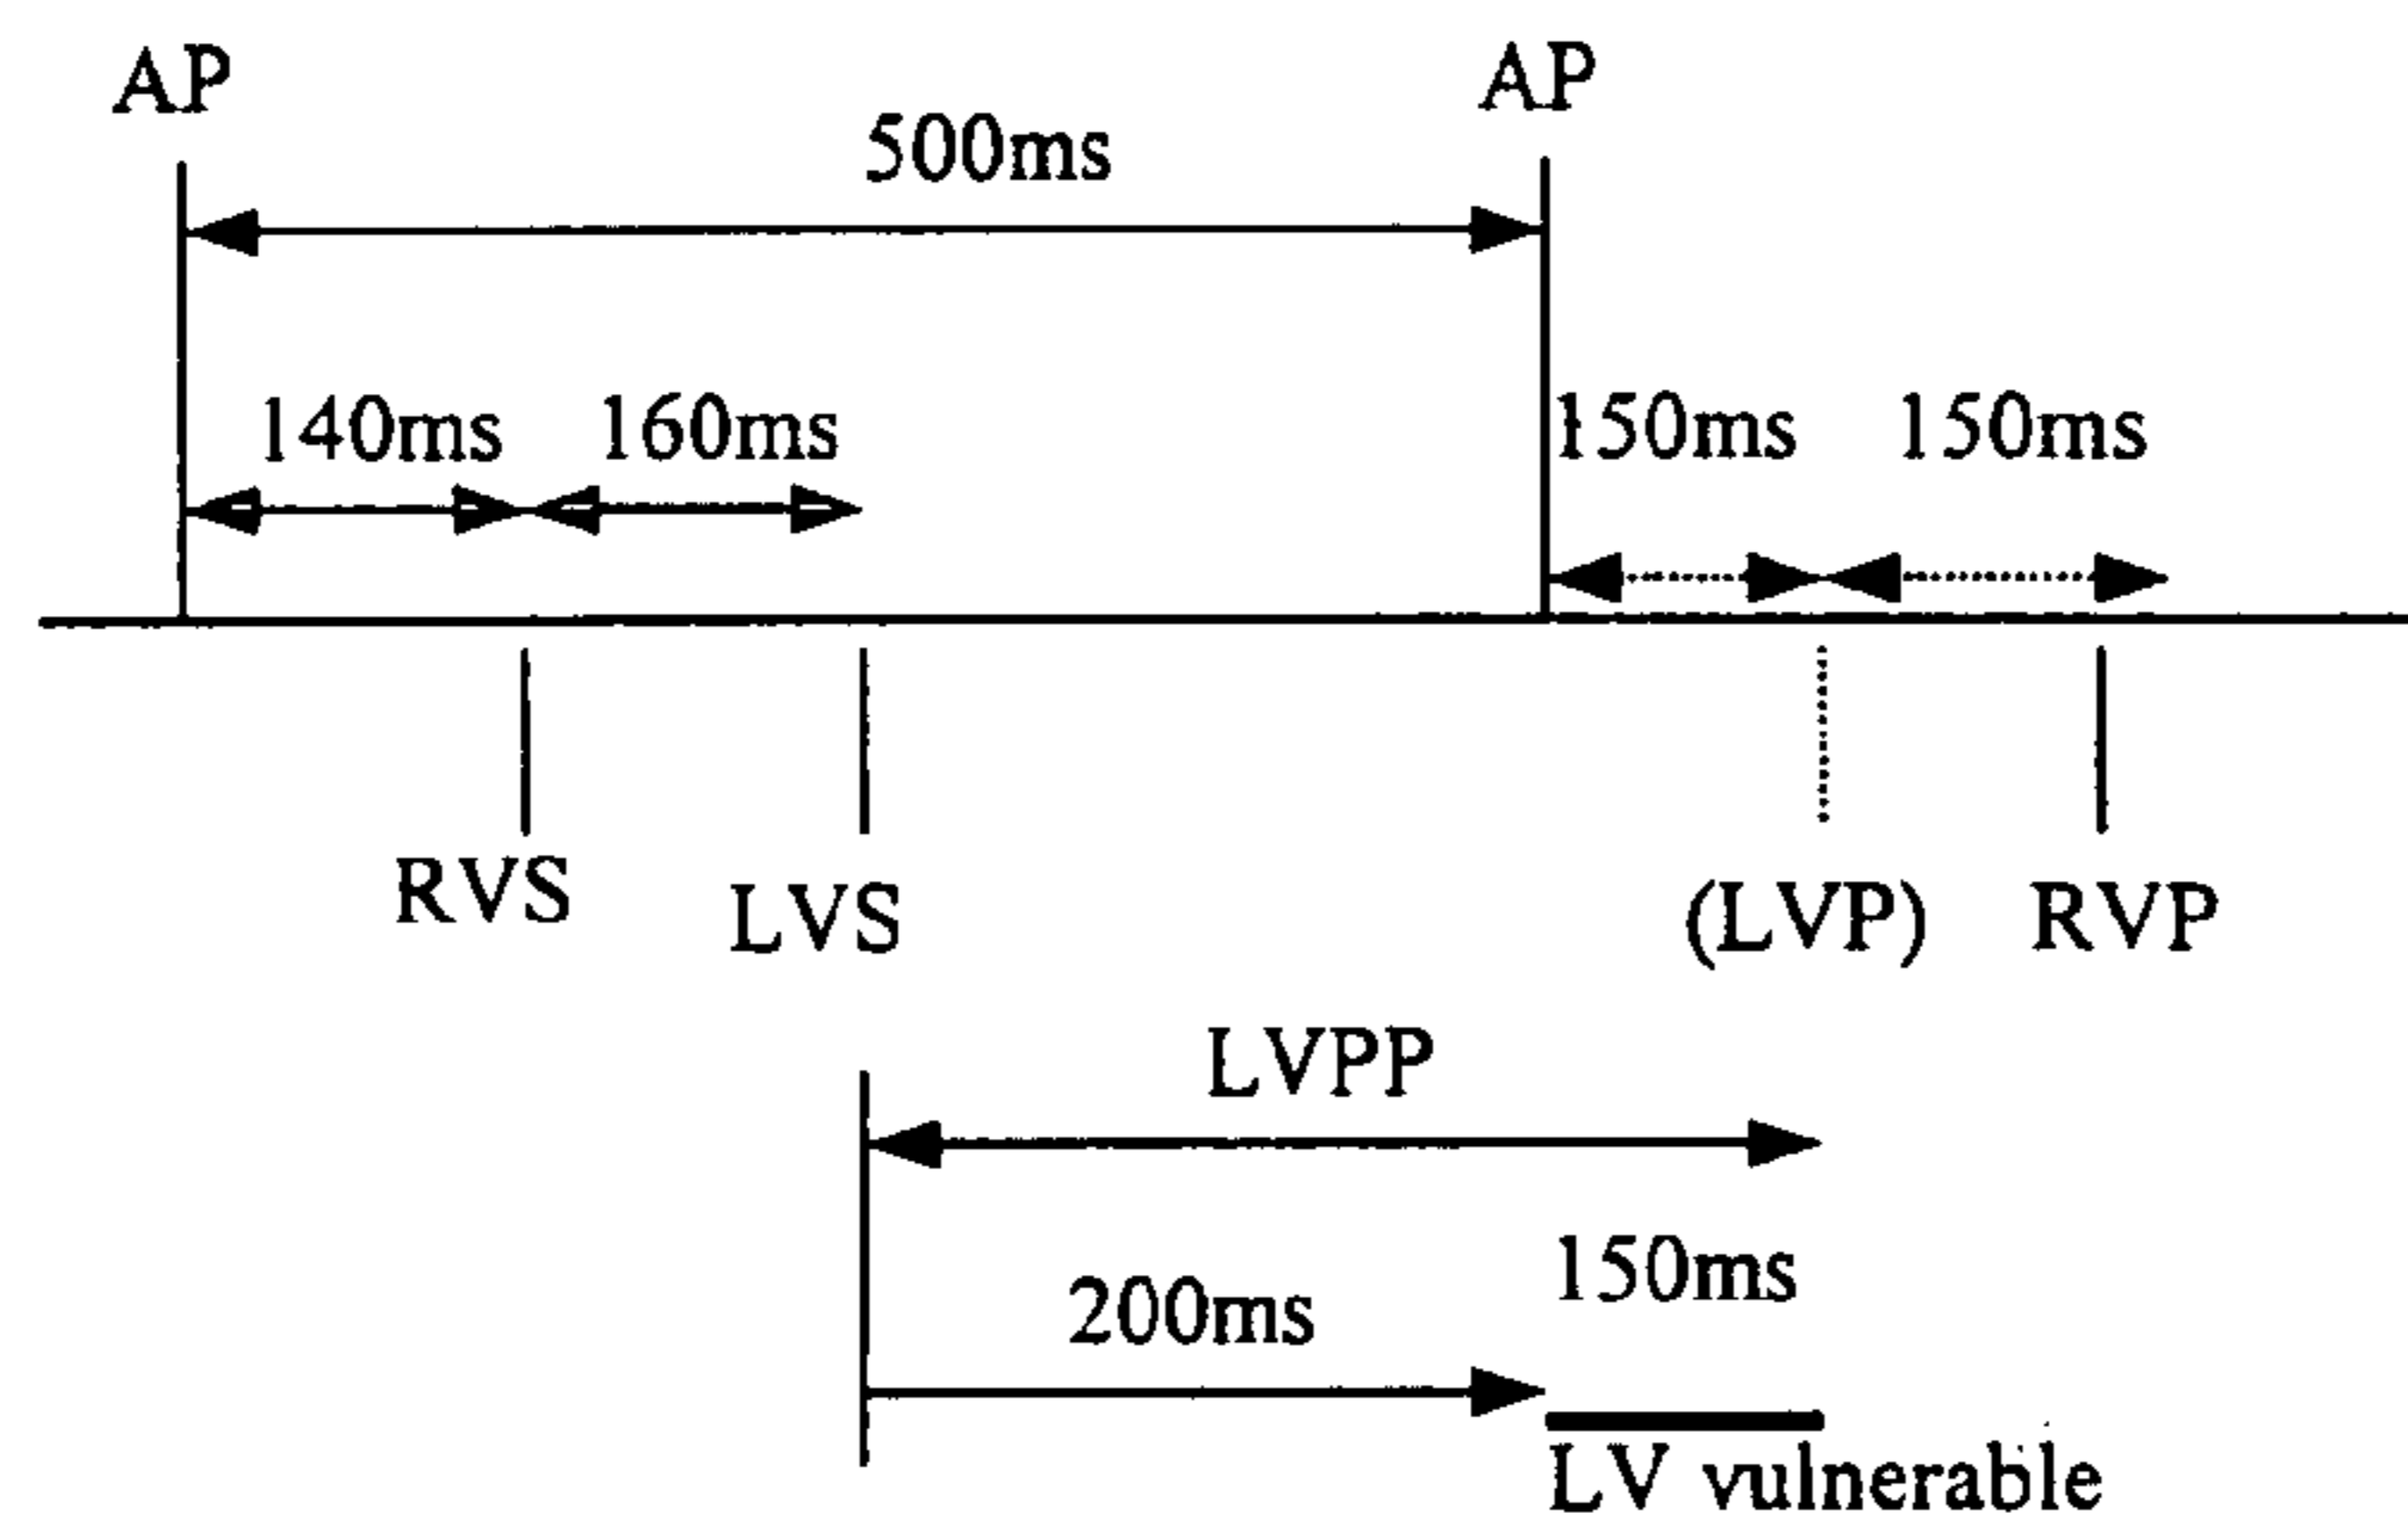 AP
AP
500ms
140ms
160ms
150ms
150ms
RVS
LVS
(LVP)
RVP
LVPP
200ms
150ms
LV vulnerable